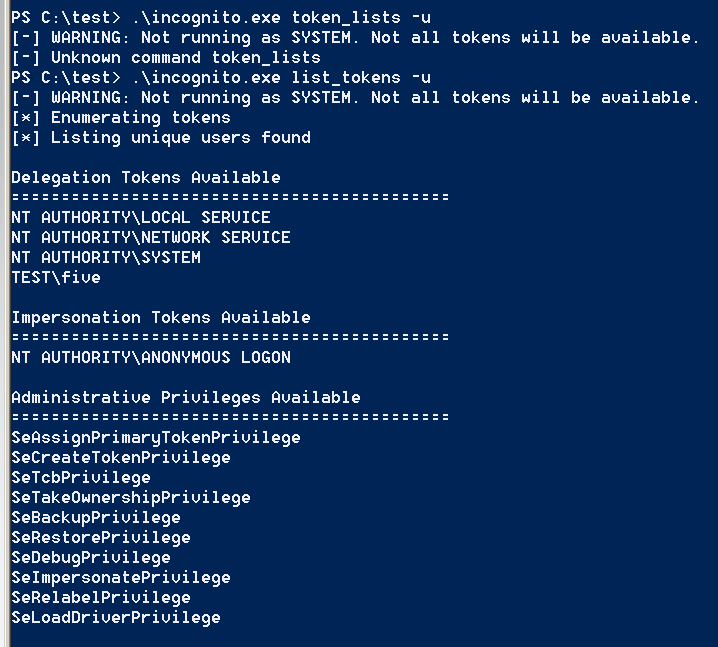 PS C:\test> .\incognito.exe token_lists -u
[-] WARNING: Not running as SYSTEM. Not all tokens will be available.
[-] Unknown command token_lists
PS C:\test> .\incognito.exe list_tokens -u
[-] WARNING: Not running as SYSTEM. Not all tokens will be available.
[*] Enumerating tokens
[*] Listing unique users found

Delegation Tokens Available
============================================
NT AUTHORITY\LOCAL SERVICE
NT AUTHORITY\NETWORK SERVICE
NT AUTHORITY\SYSTEM
TEST\five

Impersonation Tokens Available
============================================
NT AUTHORITY\ANONYMOUS LOGON

Administrative Privileges Available
============================================
SeAssignPrimaryTokenPrivilege
SeCreateTokenPrivilege
SeTcbPrivilege
SeTakeOwnershipPrivilege
SeBackupPrivilege
SeRestorePrivilege
SeDebugPrivilege
SeImpersonatePrivilege
SeRelabelPrivilege
SeLoadDriverPrivilege